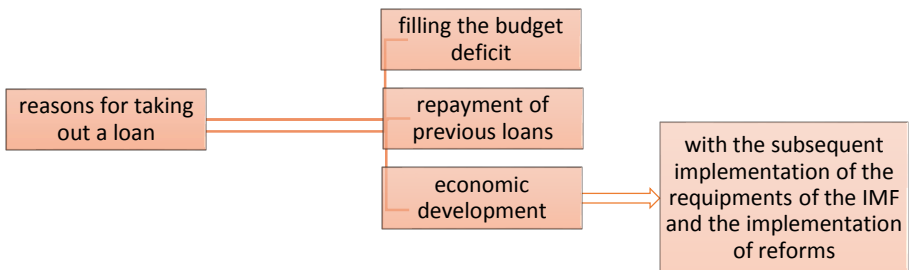 filling the budget
deficit
reasons for taking
out a loan
repayment of
previous loans
economic
development
with the subsequent
implementation of the
requipments of the IMF
and the implementation
of reforms